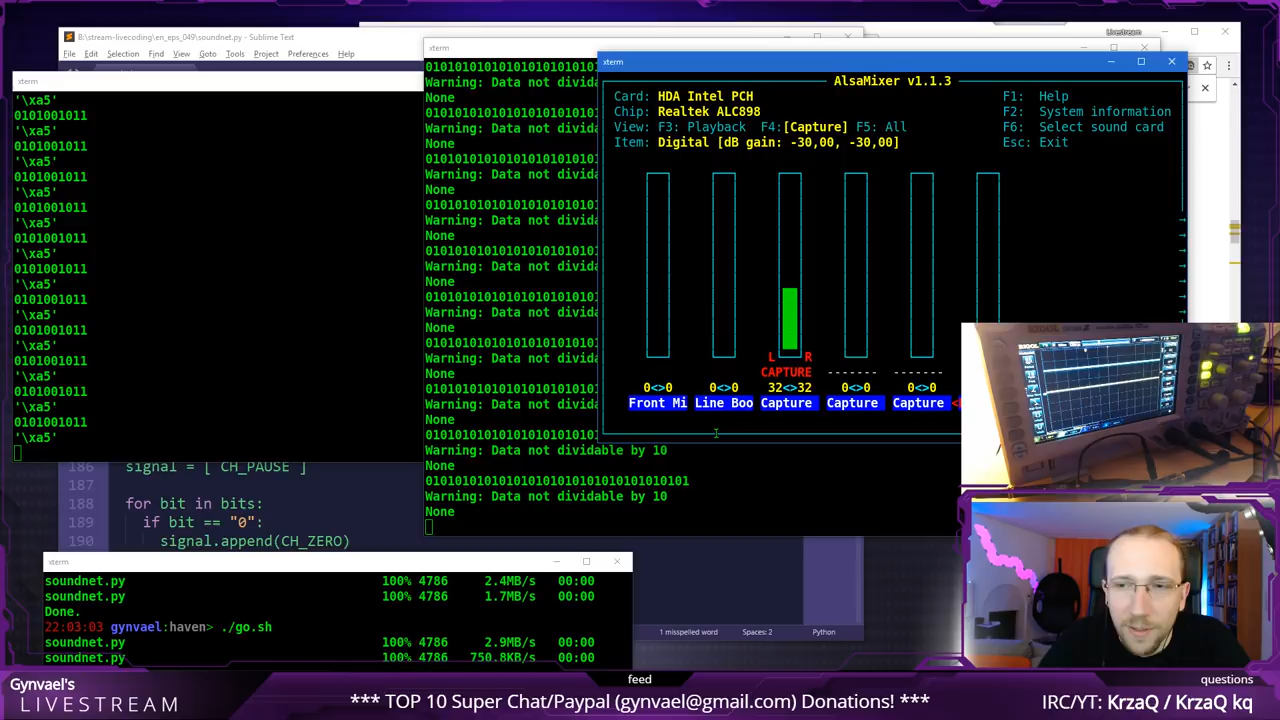 B:\stream-livecoding\en_eps_049\soundnet.py - Sublime Text
File Edit Selection Find View Goto Tools Project Preferences Help
Livestream
xterm
'\xa5'
0101001011
'\xa5'
0101001011
'\xa5'
0101001011
'\xa5'
0101001011
'\xa5'
0101001011
'\xa5'
0101001011
'\xa5'
0101001011
'\xa5'
0101001011
'\xa5'
0101001011
'\xa5'
0101001011
'\xa5'
0101001011
'\xa5'
xterm
Warning: Data not divida
None
Warning: Data not divida
None
Warning: Data not divida
None
Warning: Data not divida
None
Warning: Data not divida
None
Warning: Data not divida
None
Warning: Data not divida
None
Warning: Data not divida
None
Warning: Data not dividable by 10
None
0101010101010101010101010101010101
Warning: Data not dividable by 10
None
xterm
AlsaMixer v1.1.3
Card: HDA Intel PCH
F1: Help
Chip: Realtek ALC898
F2: System information
View: F3: Playback F4:[Capture] F5: All
F6: Select sound card
Item: Digital [dB gain: -30,00, -30,00]
Esc: Exit
L R
CAPTURE ------- -------
0<>0 0<>0 32<>32 0<>0 0<>0
Front Mi Line Boo Capture Capture Capture
186 signal = [ CH_PAUSE ]
187
188 for bit in bits:
189 if bit == "0":
190 signal.append(CH_ZERO)
1 misspelled word Spaces: 2 Python
xterm
soundnet.py 100% 4786 2.4MB/s 00:00
soundnet.py 100% 4786 1.7MB/s 00:00
Done.
22:03:03 gynvael:haven> ./go.sh
soundnet.py 100% 4786 2.9MB/s 00:00
soundnet.py 100% 4786 750.8KB/s 00:00
RIGOL
Gynvael's
LIVESTREAM
feed
*** TOP 10 Super Chat/Paypal (gynvael@gmail.com) Donations! ***
questions
IRC/YT: KrzaQ / KrzaQ kq